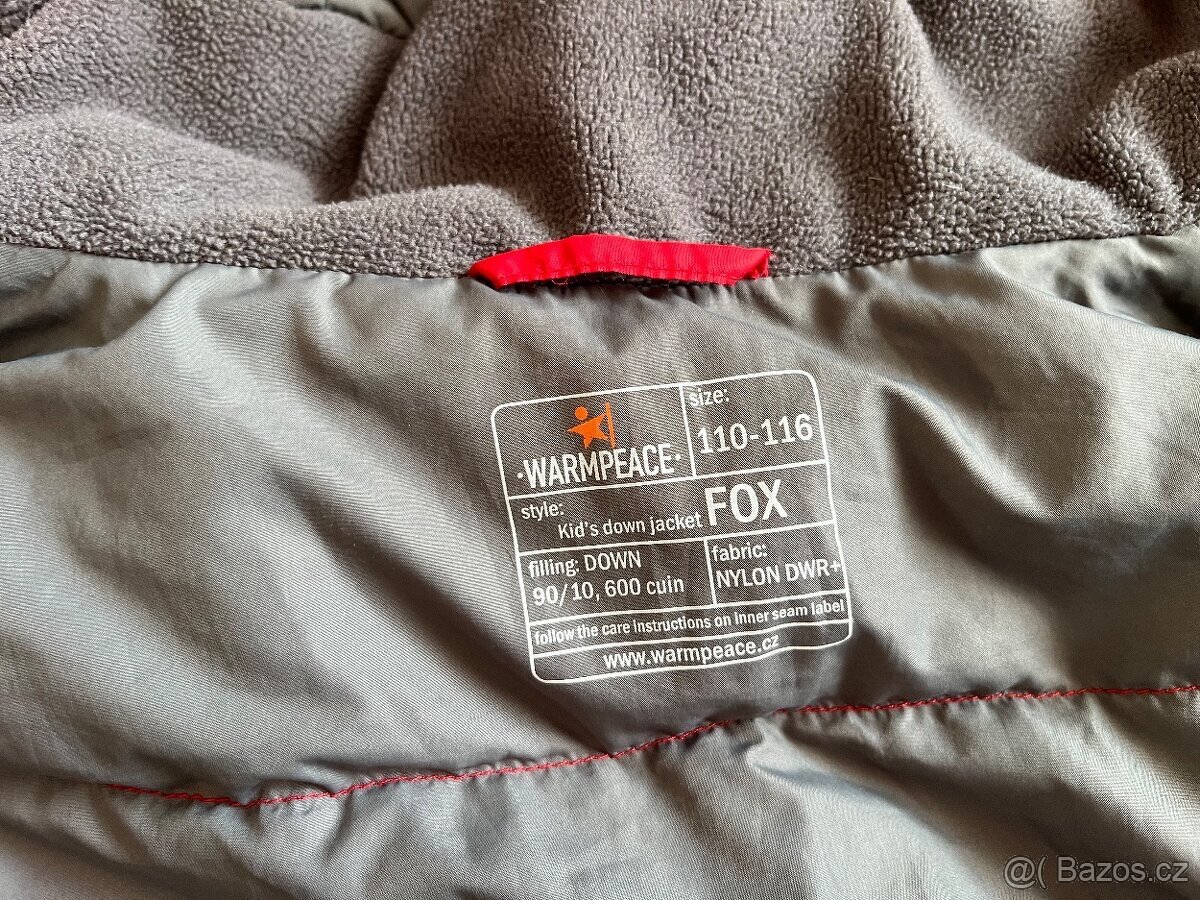 ·WARMPEACE·
size:
110-116
style:
Kid's down jacket FOX
filling: DOWN
90/10, 600 cuin
fabric:
NYLON DWR+
follow the care instructions on inner seam label
www.warmpeace.cz
@( Bazos.cz